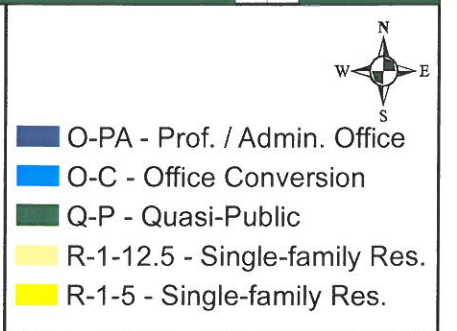 N
W E
S
O-PA - Prof. / Admin. Office
O-C - Office Conversion
Q-P - Quasi-Public
R-1-12.5 - Single-family Res.
R-1-5 - Single-family Res.